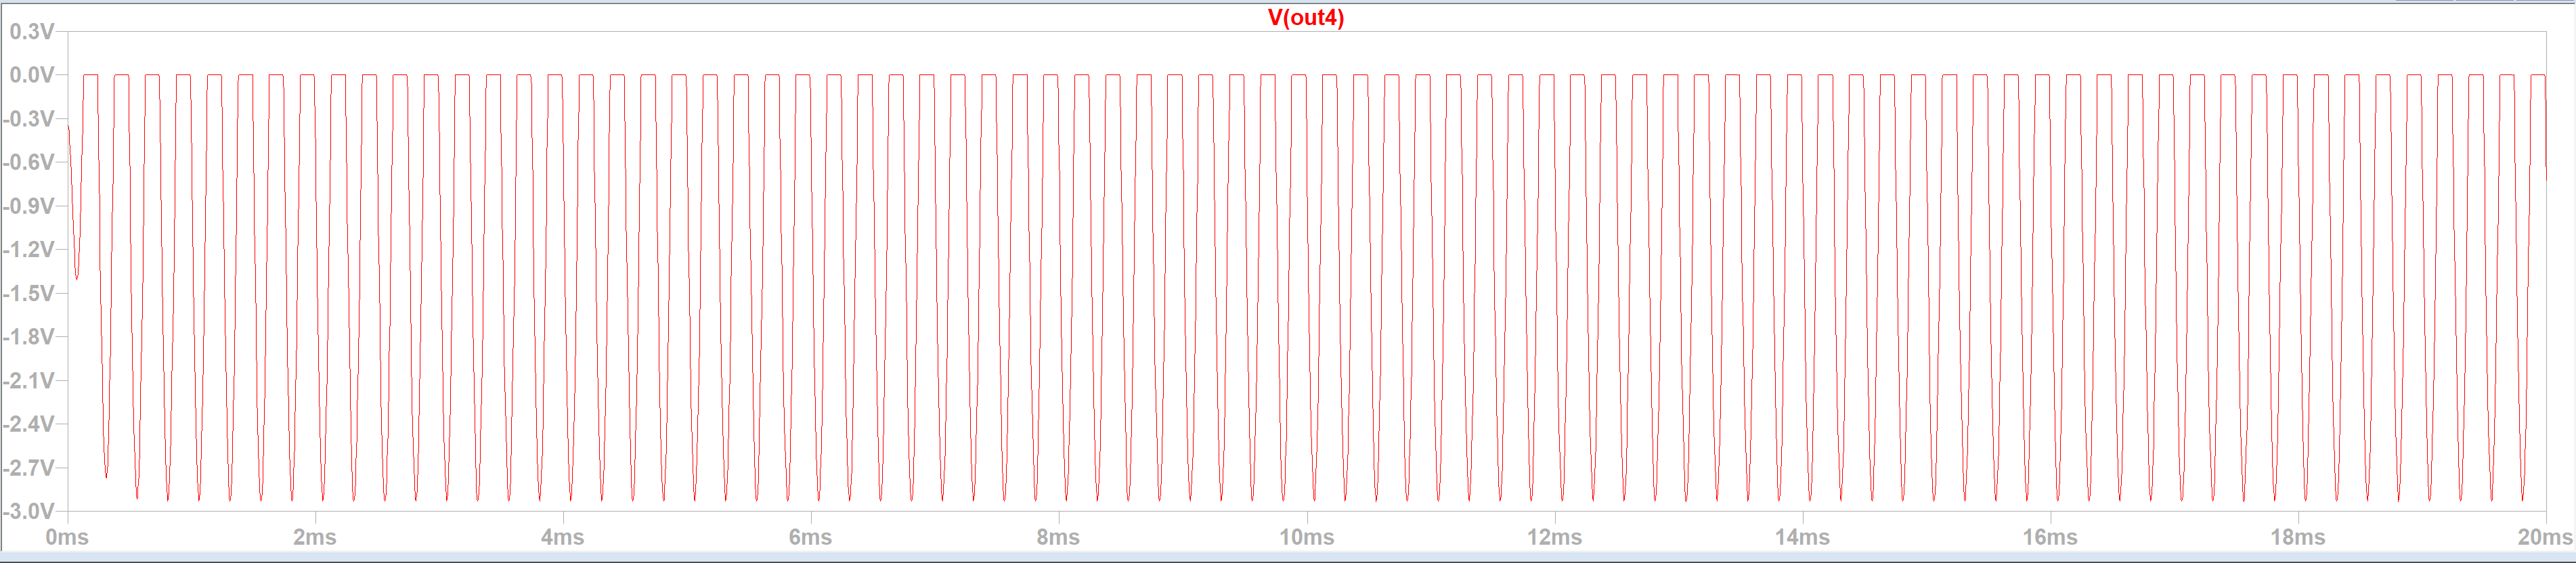 V(out4)
0.3V
0.0V
-0.3V
-0.6V
-0.9V
-1.2V
-1.5V
-1.8V
-2.1V
-2.4V
-2.7V
-3.0V
0ms 2ms 4ms 6ms 8ms 10ms 12ms 14ms 16ms 18ms 20ms